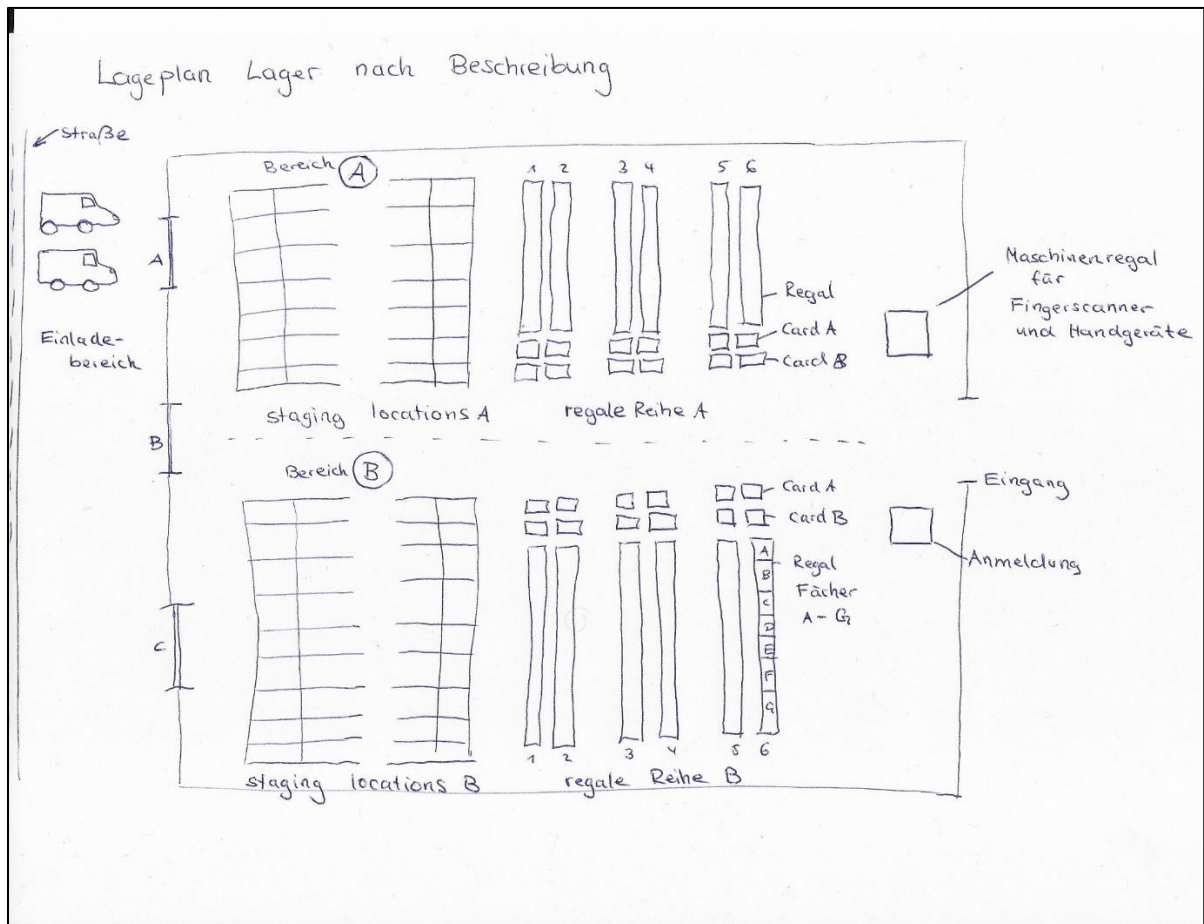 Lageplan Lager nach Beschreibung
Straße
Bereich A
1 2 3 4 5 6
A
Maschinenregal
für
Fingerscanner
und Handgeräte
Regal
Card A
Card B
Einlade-
bereich
staging locations A
regale Reihe A
B
Bereich B
Card A
Card B
Eingang
Anmeldung
A
B
C
D
E
F
G
Regal
Fächer
A - G
C
1 2 3 4 5 6
staging locations B
regale Reihe B